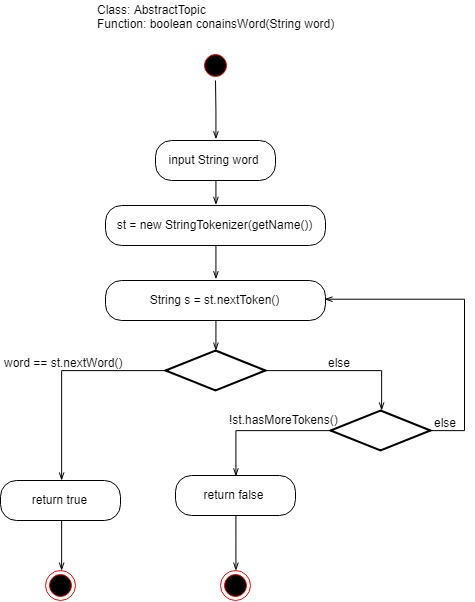 Class: AbstractTopic
Function: boolean conainsWord(String word)
input String word
st = new StringTokenizer(getName())
String s = st.nextToken()
word == st.nextWord()
else
!st.hasMoreTokens()
else
return true
return false